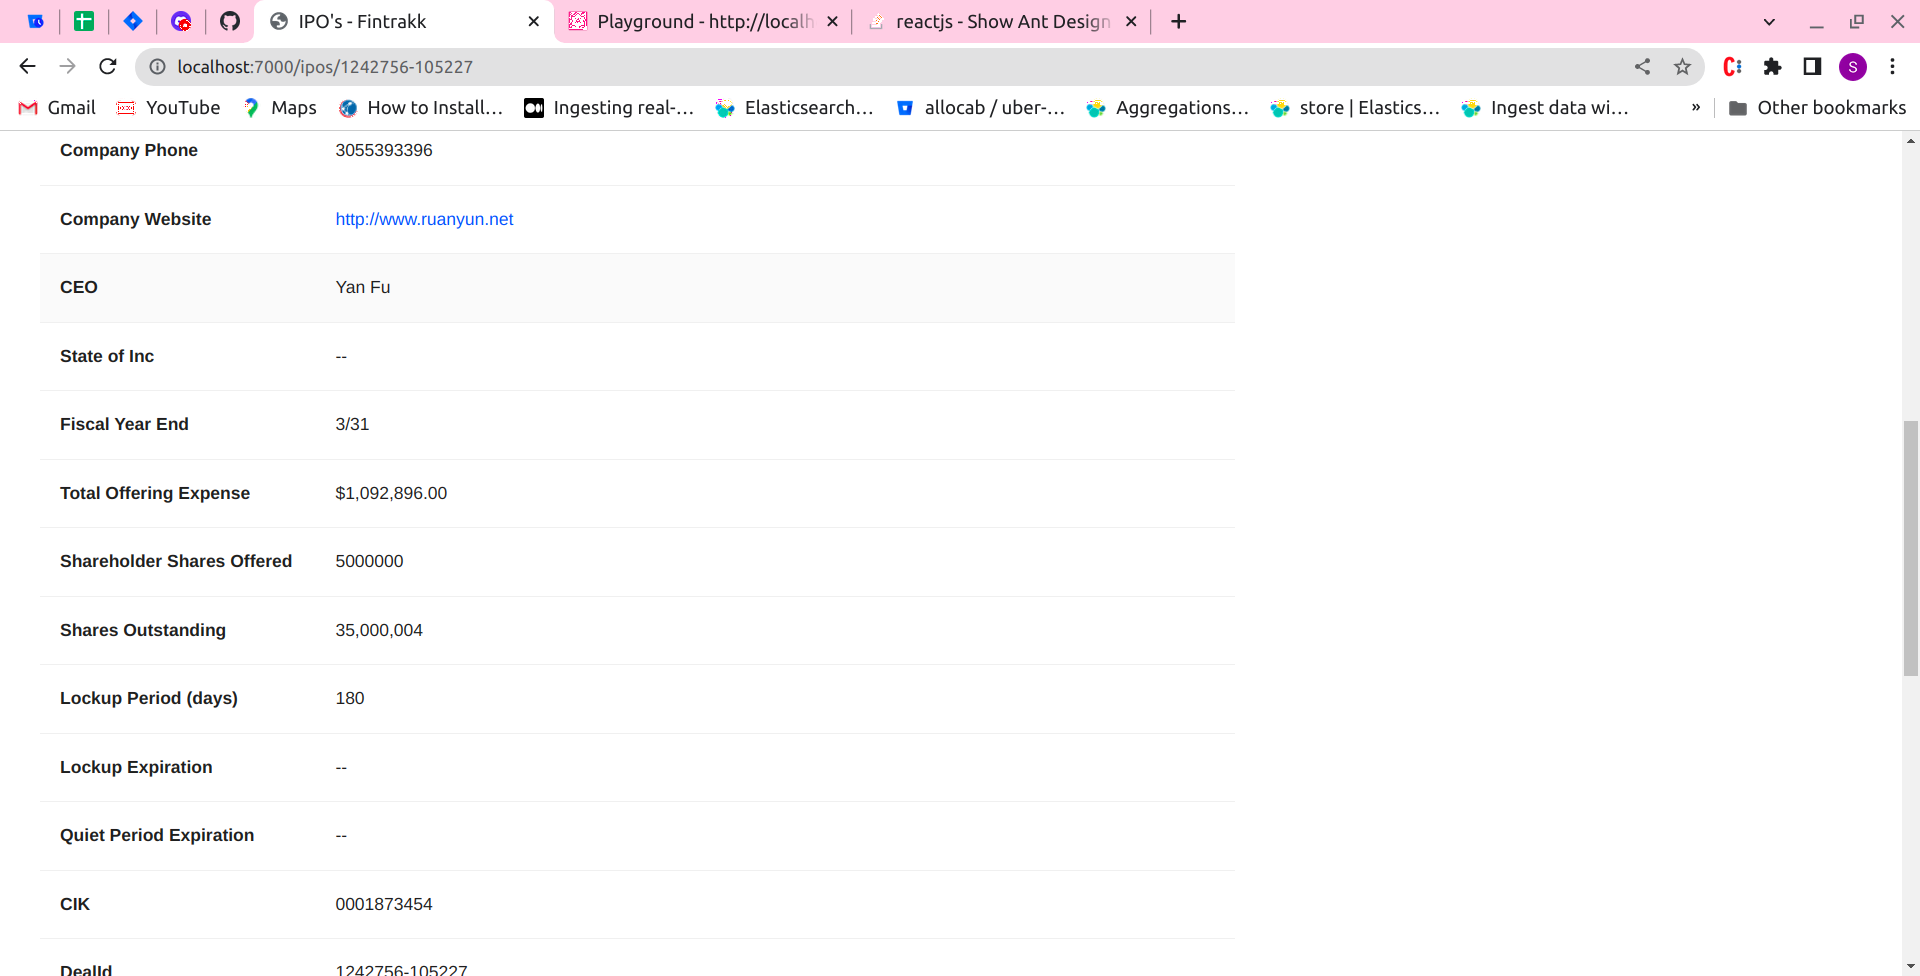 IPO's - Fintrakk
Playground - http://localh
reactjs - Show Ant Design
localhost:7000/ipos/1242756-105227
S
Gmail YouTube Maps How to Install... Ingesting real-... Elasticsearch... allocab / uber-... Aggregations... store | Elastics... Ingest data wi... » Other bookmarks
Company Phone 3055393396
Company Website http://www.ruanyun.net
CEO Yan Fu
State of Inc --
Fiscal Year End 3/31
Total Offering Expense $1,092,896.00
Shareholder Shares Offered 5000000
Shares Outstanding 35,000,004
Lockup Period (days) 180
Lockup Expiration --
Quiet Period Expiration --
CIK 0001873454
DealId 1242756-105227